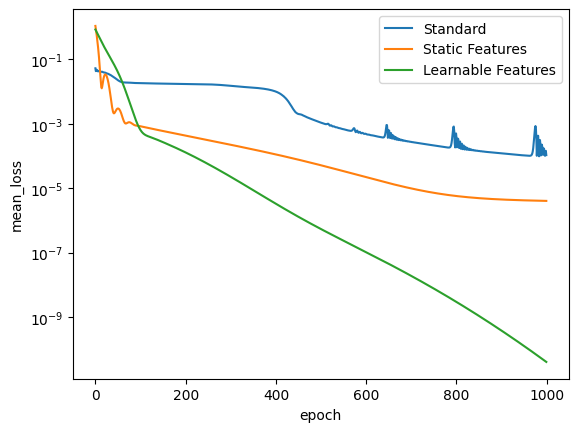 Standard
Static Features
Learnable Features
mean_loss
10⁻¹
10⁻³
10⁻⁵
10⁻⁷
10⁻⁹
0 200 400 600 800 1000
epoch